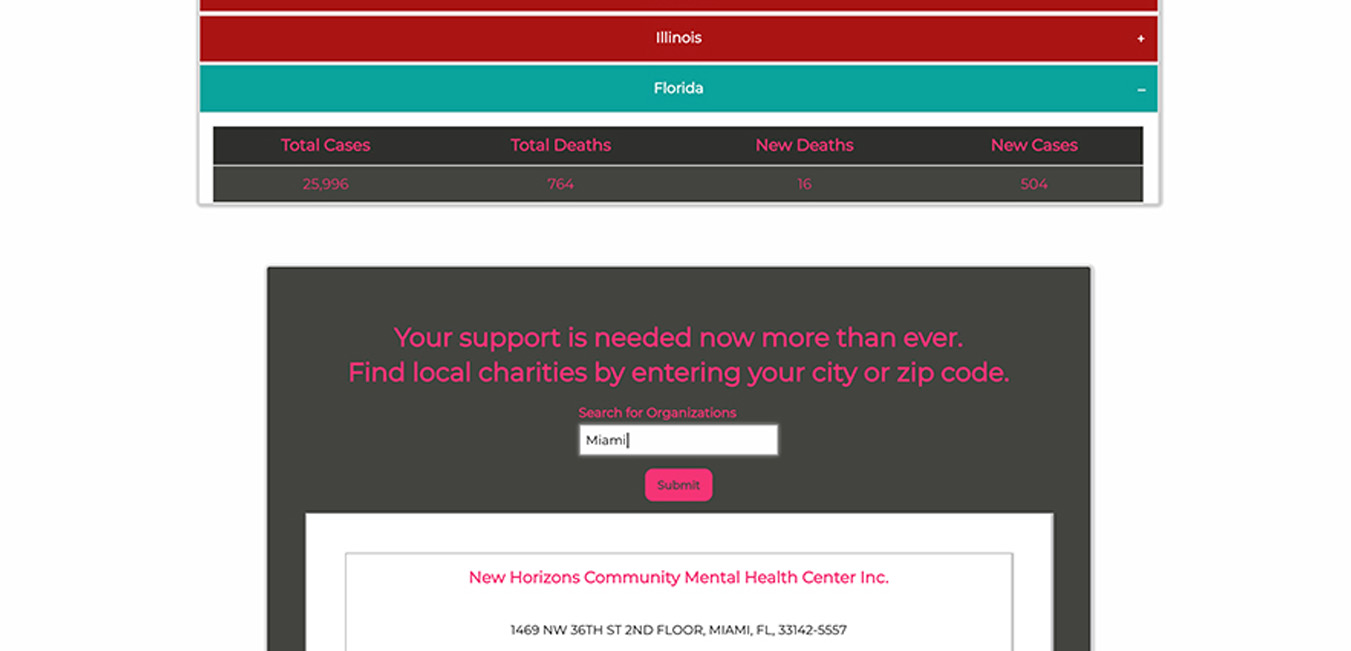 Illinois +
Florida –
Total Cases Total Deaths New Deaths New Cases
25,996 764 16 504
Your support is needed now more than ever.
Find local charities by entering your city or zip code.
Search for Organizations
Miami
Submit
New Horizons Community Mental Health Center Inc.
1469 NW 36TH ST 2ND FLOOR, MIAMI, FL, 33142-5557